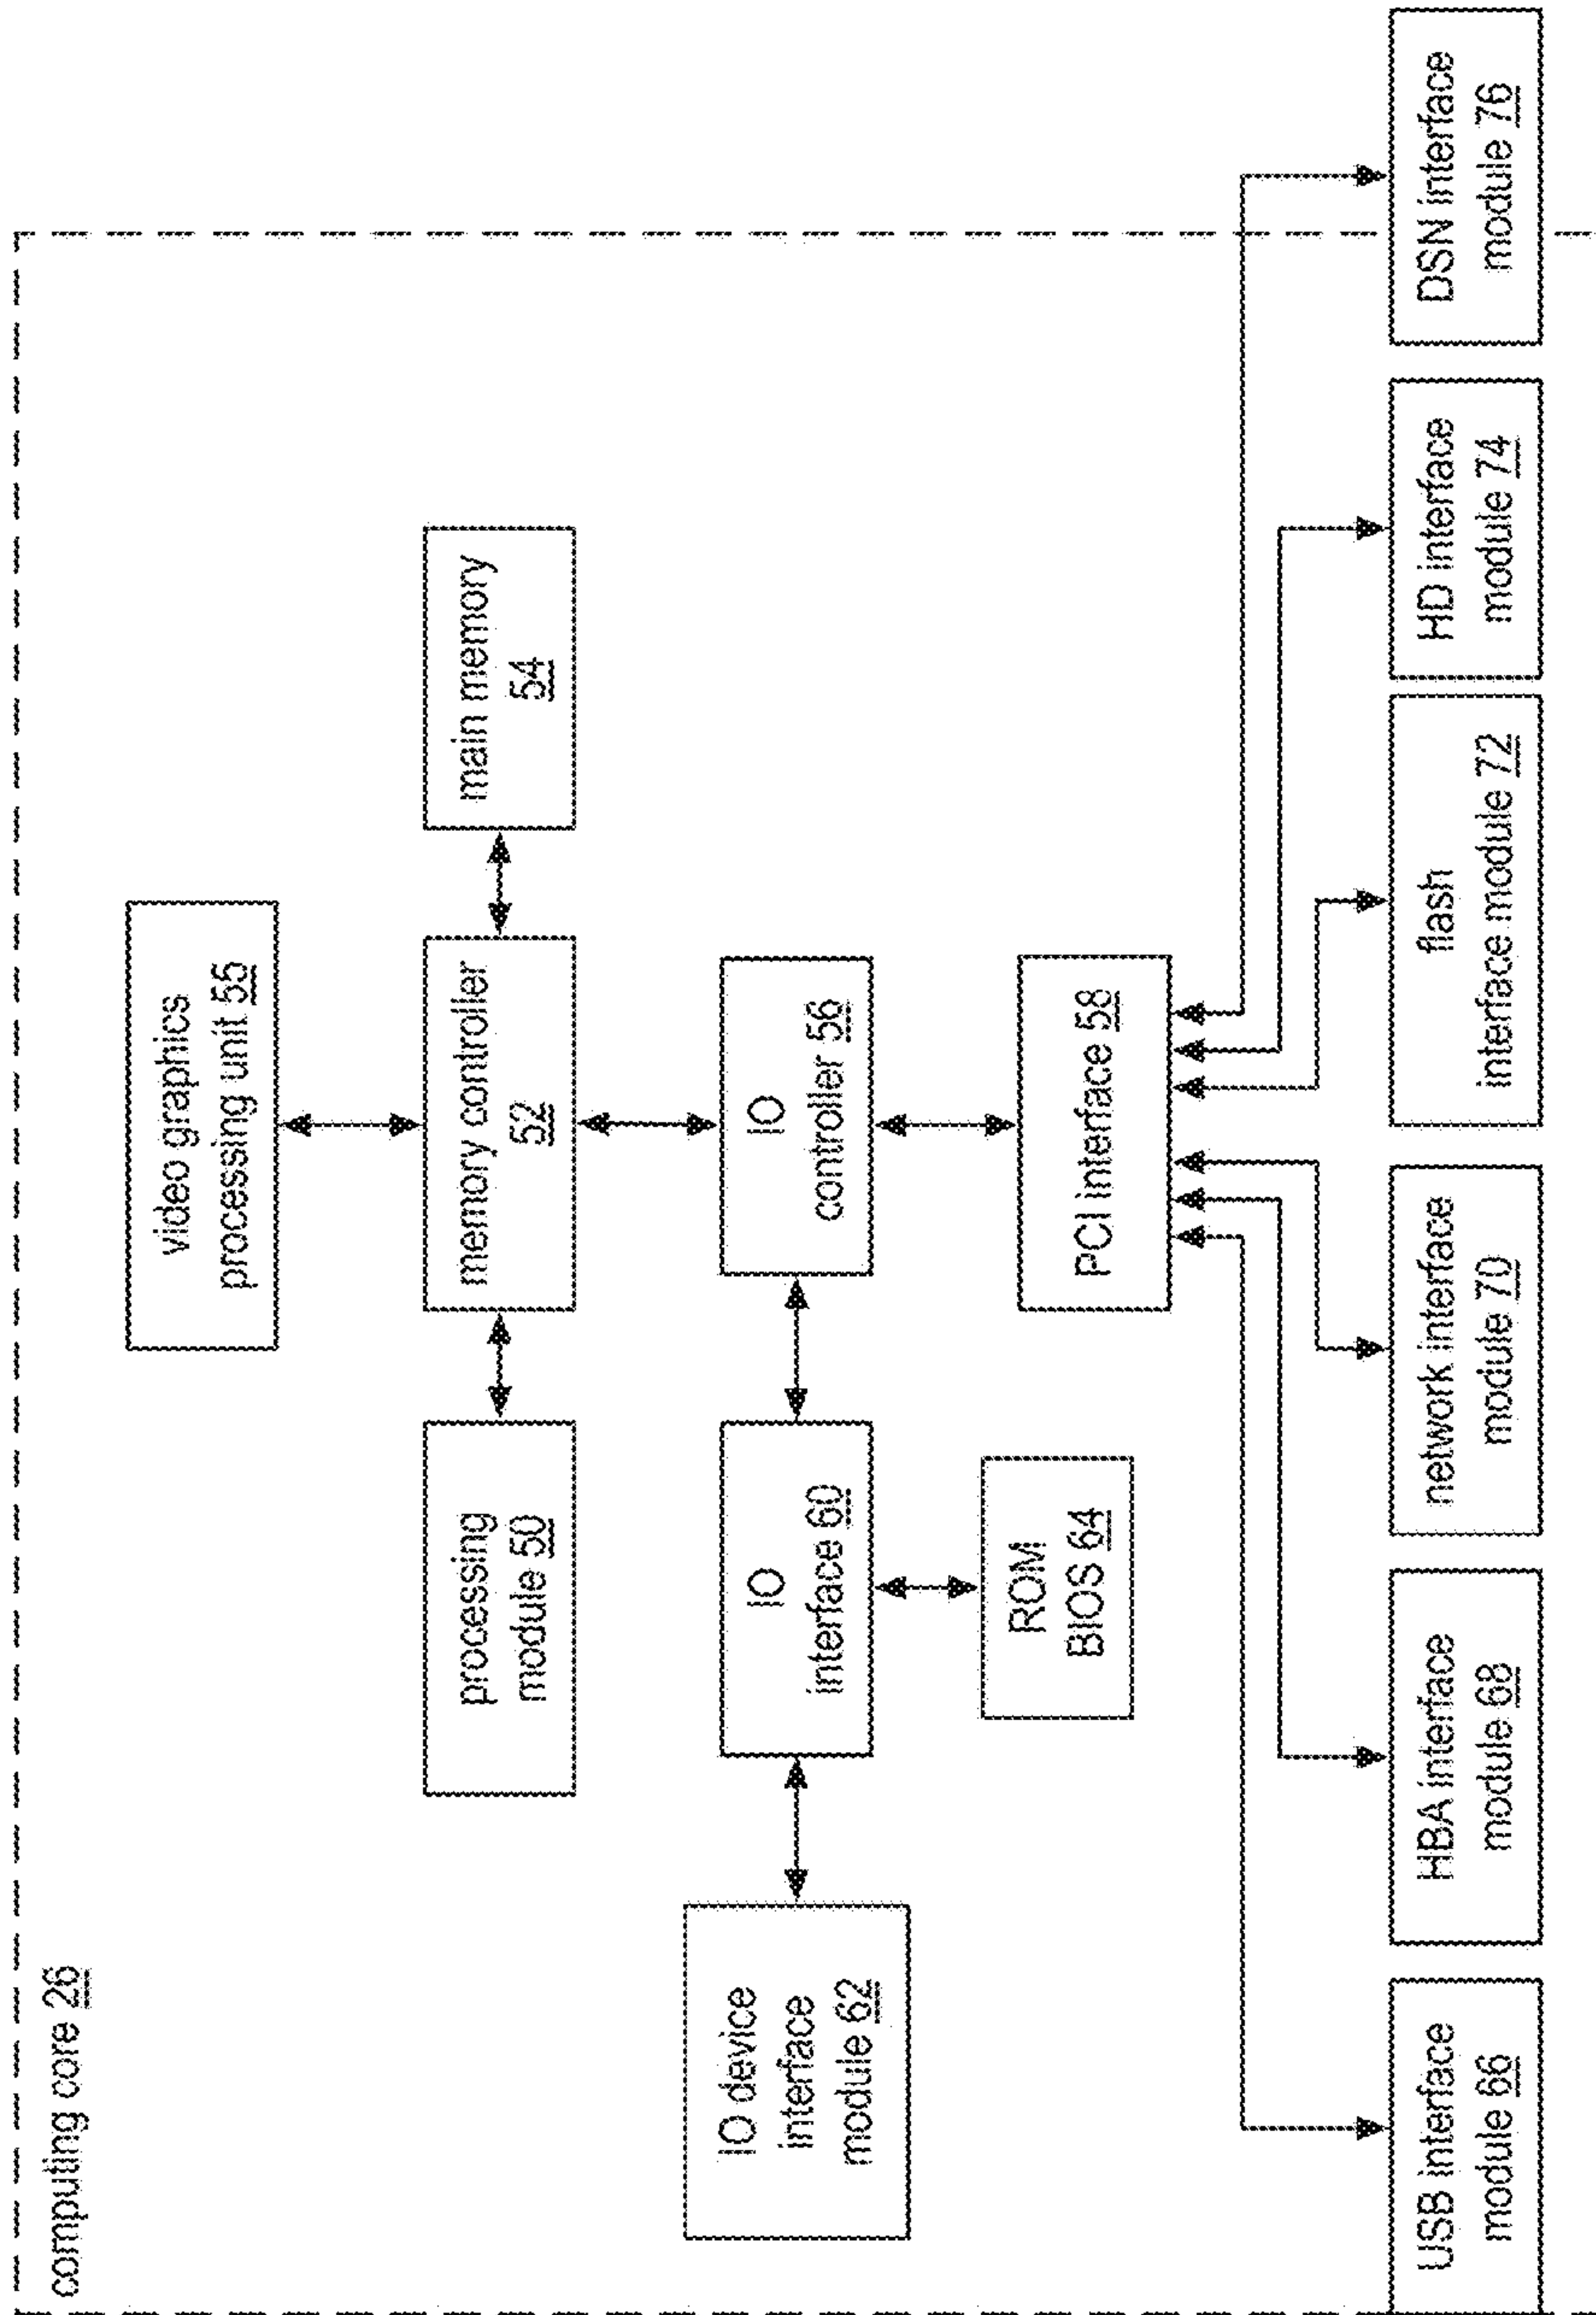 computing core 26
video graphics
processing unit 55
processing
module 50
memory controller
52
main memory
54
IO device
interface
module 62
IO
interface 60
IO
controller 56
ROM
BIOS 64
PCI interface 58
USB interface
module 66
HBA interface
module 68
network interface
module 70
flash
interface module 72
HD interface
module 74
DSN interface
module 76